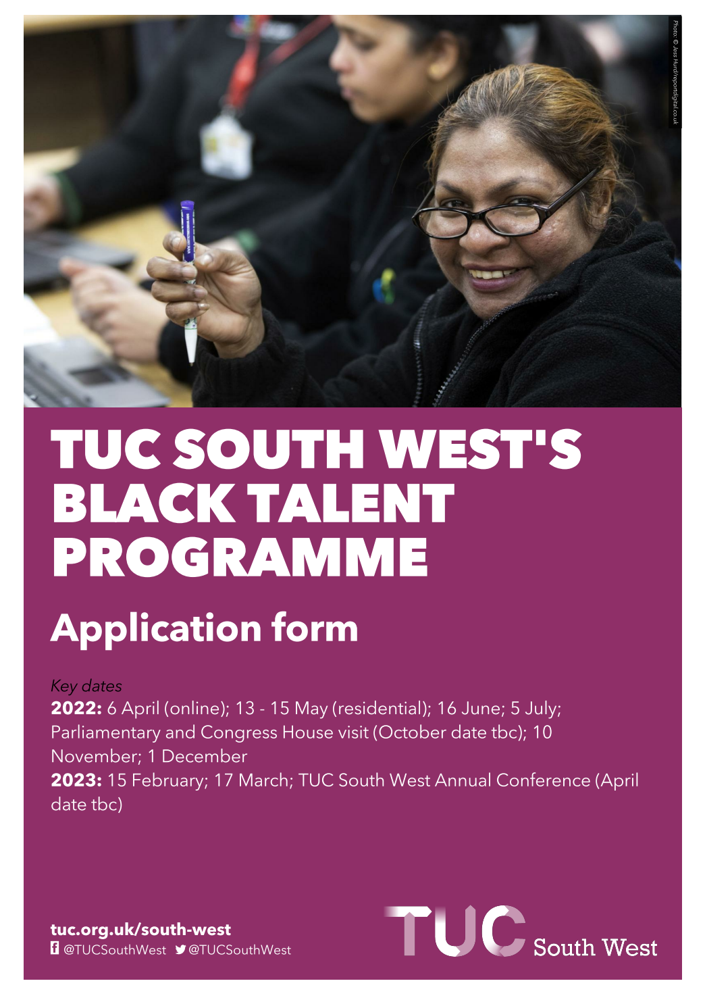 Photo: © Jess Hurd/reportdigital.co.uk
TUC SOUTH WEST'S
BLACK TALENT
PROGRAMME
Application form
Key dates
2022: 6 April (online); 13 - 15 May (residential); 16 June; 5 July;
Parliamentary and Congress House visit (October date tbc); 10
November; 1 December
2023: 15 February; 17 March; TUC South West Annual Conference (April
date tbc)
tuc.org.uk/south-west
@TUCSouthWest @TUCSouthWest
TUC South West